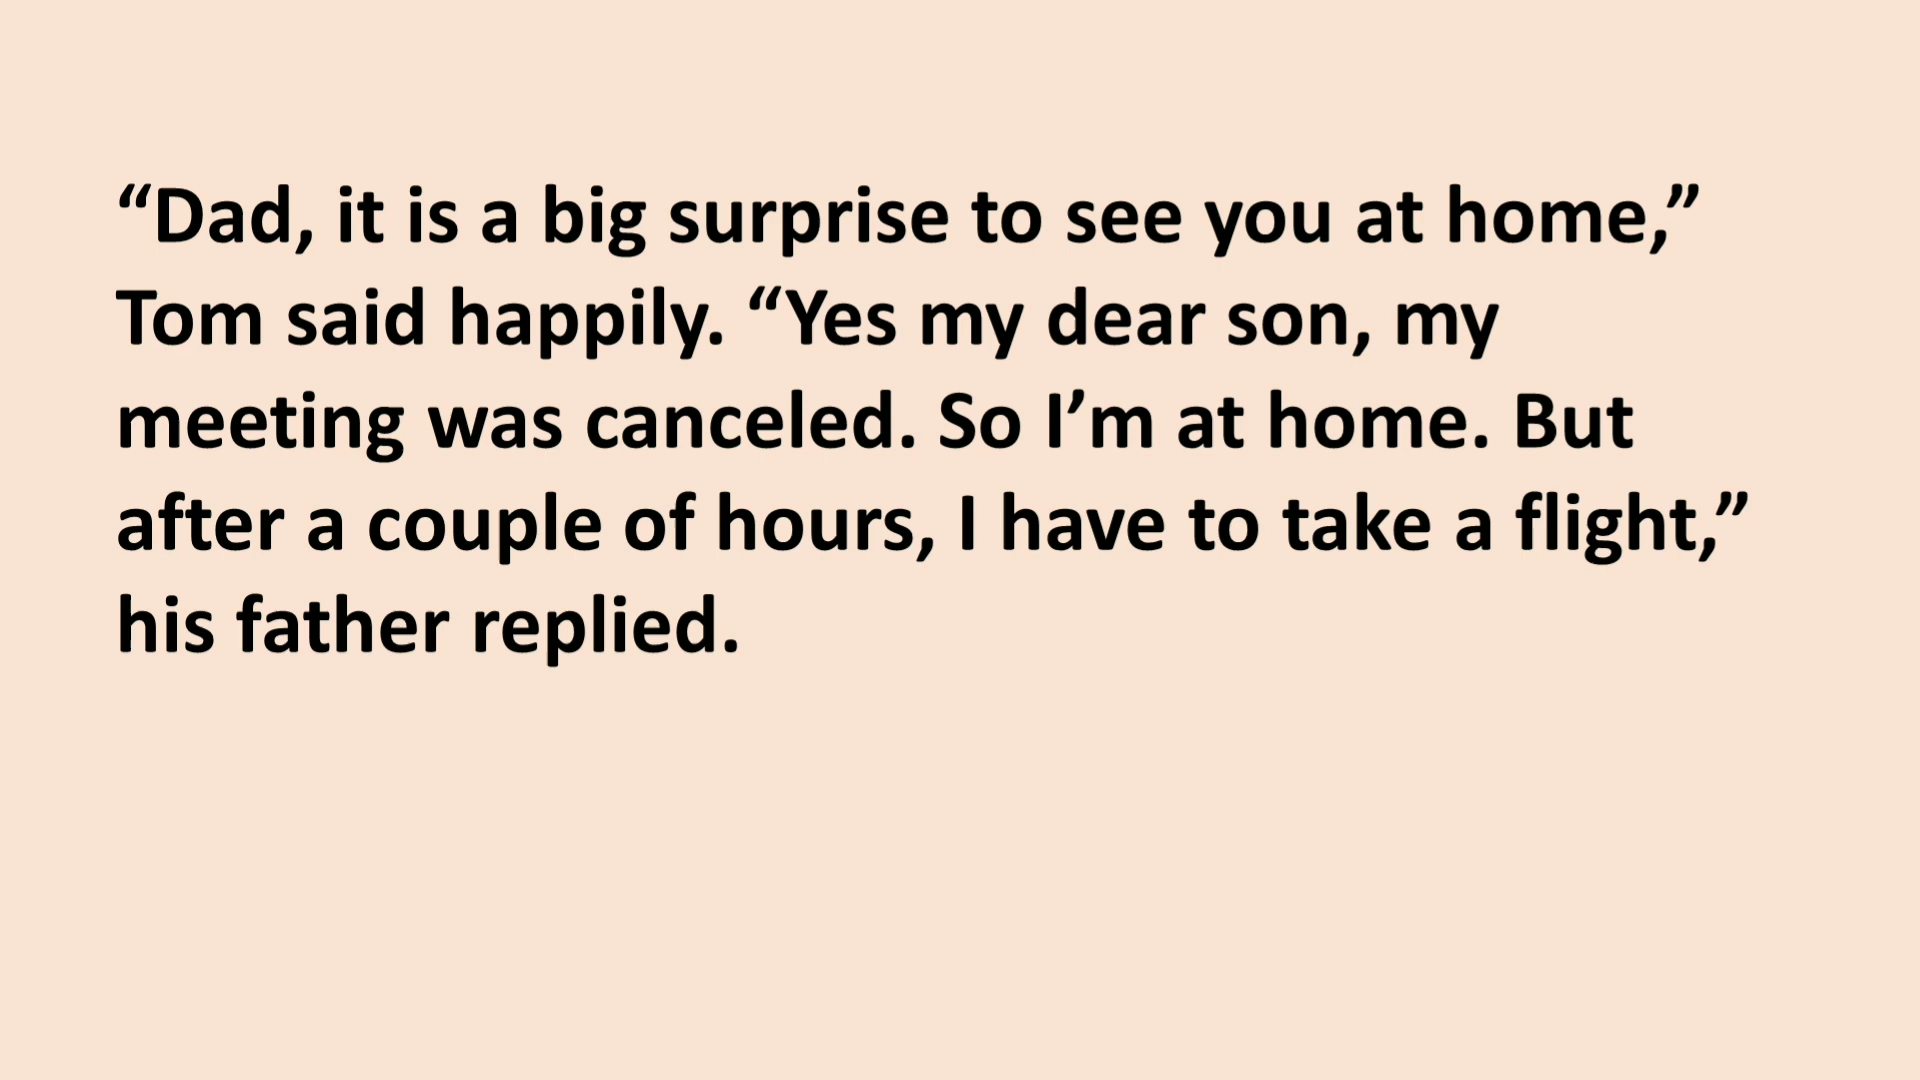 “Dad, it is a big surprise to see you at home,”
Tom said happily. “Yes my dear son, my
meeting was canceled. So I’m at home. But
after a couple of hours, I have to take a flight,”
his father replied.